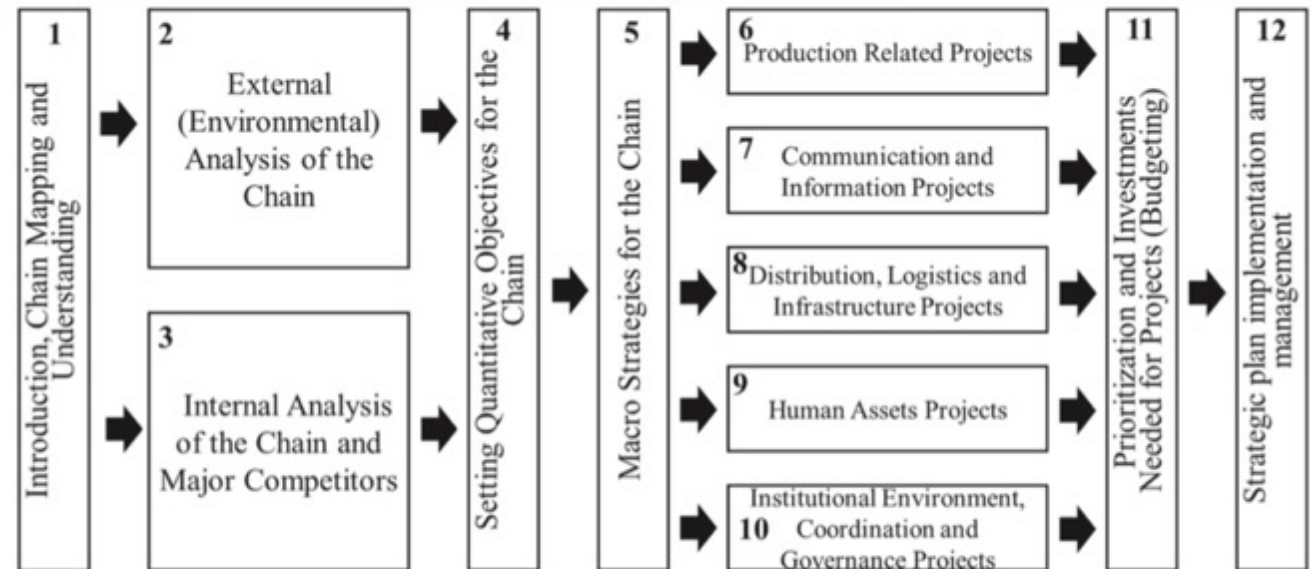 1
Introduction, Chain Mapping and
Understanding
2
External
(Environmental)
Analysis of the
Chain
3
Internal Analysis
of the Chain and
Major Competitors
4
Setting Quantitative Objectives for the
Chain
5
Macro Strategies for the Chain
6
Production Related Projects
7
Communication and
Information Projects
8
Distribution, Logistics and
Infrastructure Projects
9
Human Assets Projects
10
Institutional Environment,
Coordination and
Governance Projects
11
Prioritization and Investments
Needed for Projects (Budgeting)
12
Strategic plan implementation and
management